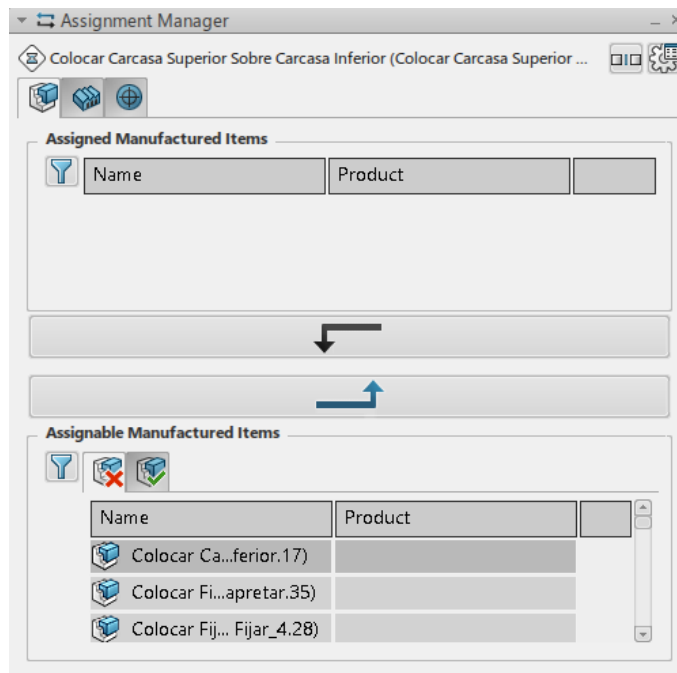 Assignment Manager
Colocar Carcasa Superior Sobre Carcasa Inferior (Colocar Carcasa Superior ...
Assigned Manufactured Items
Name Product
Assignable Manufactured Items
Name Product
Colocar Ca...ferior.17)
Colocar Fi...apretar.35)
Colocar Fij... Fijar_4.28)